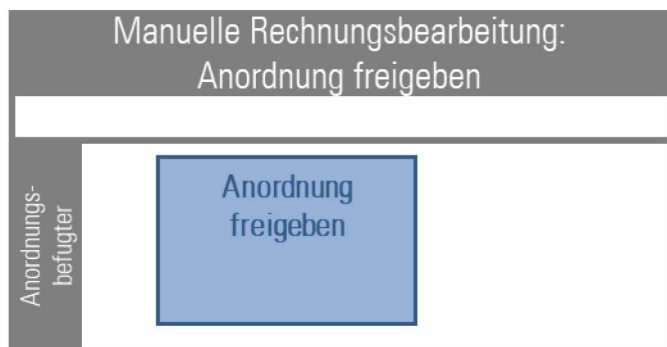 Manuelle Rechnungsbearbeitung:
Anordnung freigeben
Anordnungs-
befugter
Anordnung
freigeben